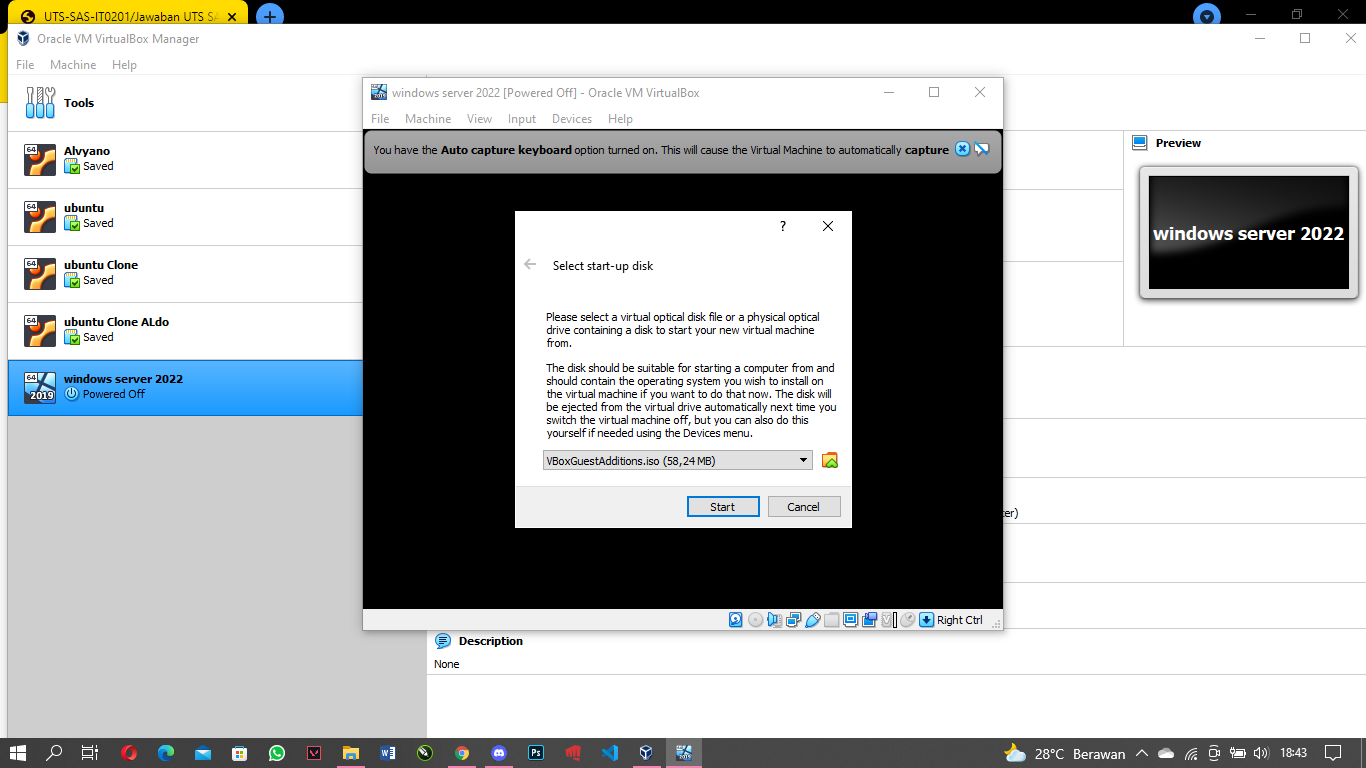 UTS-SAS-IT0201/Jawaban UTS SA
Oracle VM VirtualBox Manager
File Machine Help
Tools
64
Alvyano
Saved
64
ubuntu
Saved
64
ubuntu Clone
Saved
64
ubuntu Clone ALdo
Saved
64
2019
windows server 2022
Powered Off
windows server 2022 [Powered Off] - Oracle VM VirtualBox
File Machine View Input Devices Help
You have the Auto capture keyboard option turned on. This will cause the Virtual Machine to automatically capture
?
Select start-up disk
Please select a virtual optical disk file or a physical optical
drive containing a disk to start your new virtual machine
from.
The disk should be suitable for starting a computer from and
should contain the operating system you wish to install on
the virtual machine if you want to do that now. The disk will
be ejected from the virtual drive automatically next time you
switch the virtual machine off, but you can also do this
yourself if needed using the Devices menu.
VBoxGuestAdditions.iso (58,24 MB)
Start Cancel
Right Ctrl
Preview
windows server 2022
ter)
Description
None
28°C Berawan
18:43